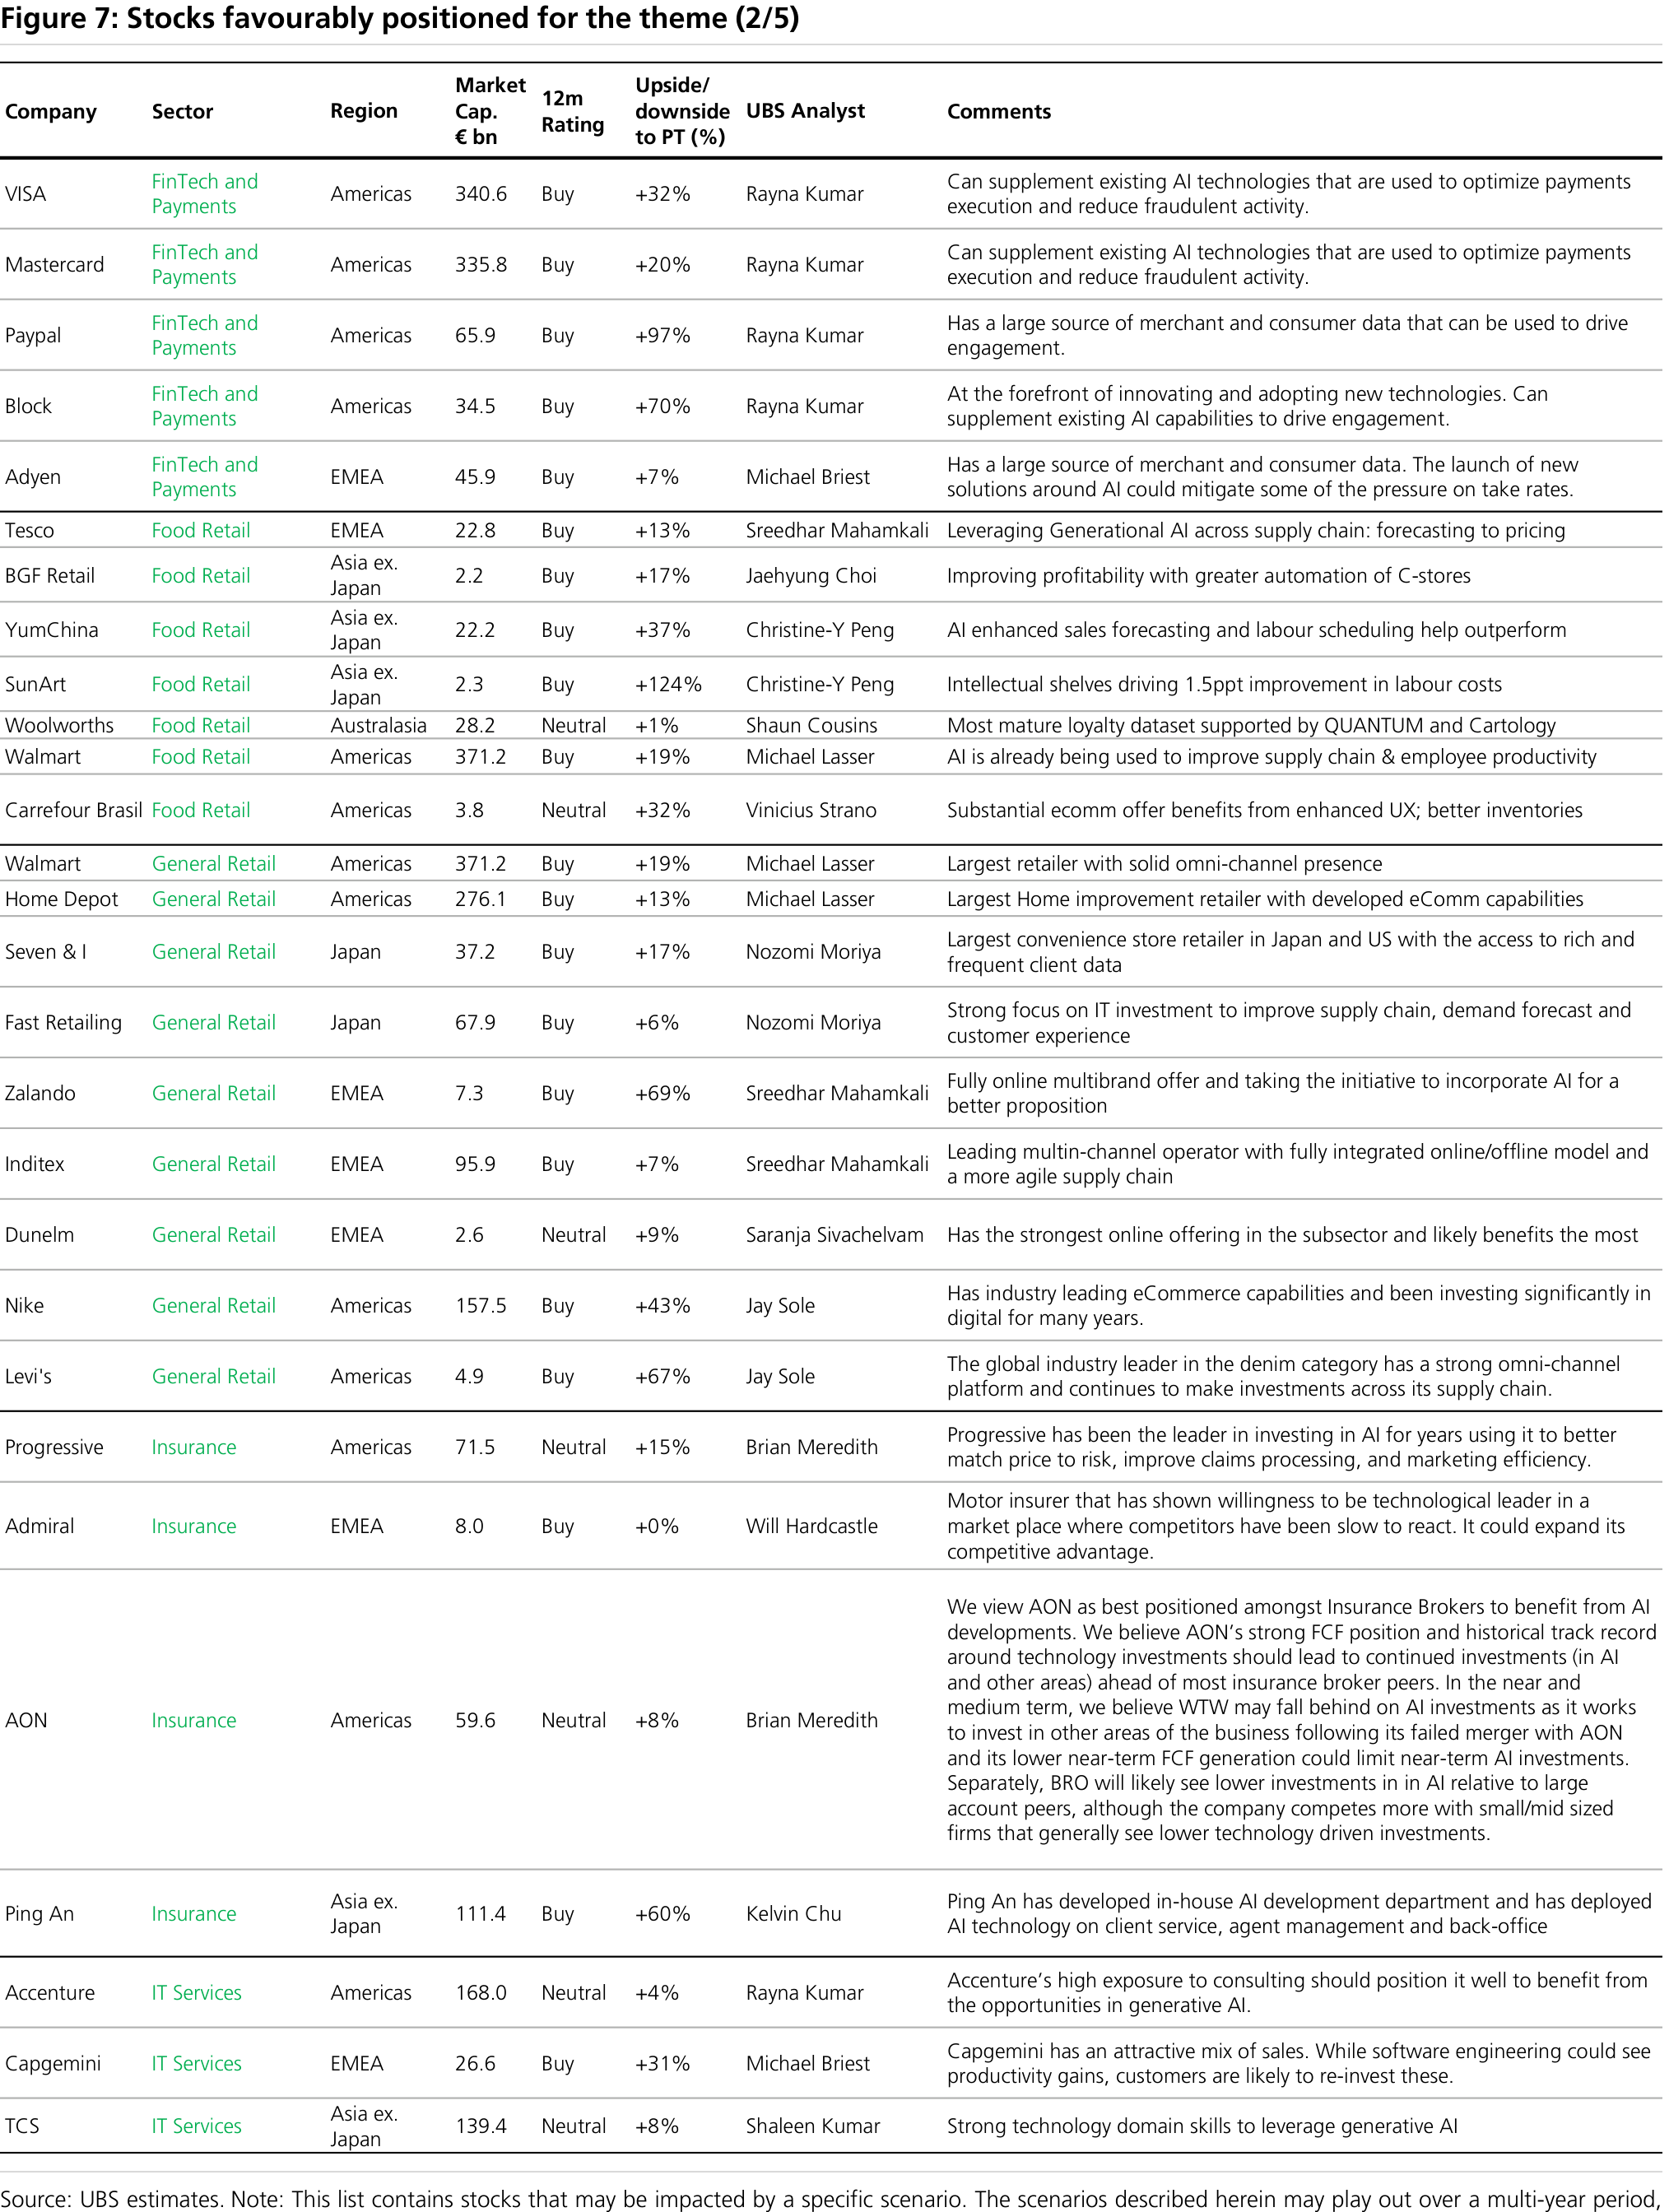 Figure 7: Stocks favourably positioned for the theme (2/5)
Company Sector Region Market Cap. € bn 12m Rating Upside/ downside to PT (%) UBS Analyst Comments
VISA FinTech and Payments Americas 340.6 Buy +32% Rayna Kumar Can supplement existing AI technologies that are used to optimize payments
execution and reduce fraudulent activity.
Mastercard FinTech and Payments Americas 335.8 Buy +20% Rayna Kumar Can supplement existing AI technologies that are used to optimize payments
execution and reduce fraudulent activity.
Paypal FinTech and Payments Americas 65.9 Buy +97% Rayna Kumar Has a large source of merchant and consumer data that can be used to drive
engagement.
Block FinTech and Payments Americas 34.5 Buy +70% Rayna Kumar At the forefront of innovating and adopting new technologies. Can
supplement existing AI capabilities to drive engagement.
Adyen FinTech and Payments EMEA 45.9 Buy +7% Michael Briest Has a large source of merchant and consumer data. The launch of new
solutions around AI could mitigate some of the pressure on take rates.
Tesco Food Retail EMEA 22.8 Buy +13% Sreedhar Mahamkali Leveraging Generational AI across supply chain: forecasting to pricing
BGF Retail Food Retail Asia ex. Japan 2.2 Buy +17% Jaehyung Choi Improving profitability with greater automation of C-stores
YumChina Food Retail Asia ex. Japan 22.2 Buy +37% Christine-Y Peng AI enhanced sales forecasting and labour scheduling help outperform
SunArt Food Retail Asia ex. Japan 2.3 Buy +124% Christine-Y Peng Intellectual shelves driving 1.5ppt improvement in labour costs
Woolworths Food Retail Australasia 28.2 Neutral +1% Shaun Cousins Most mature loyalty dataset supported by QUANTUM and Cartology
Walmart Food Retail Americas 371.2 Buy +19% Michael Lasser AI is already being used to improve supply chain & employee productivity
Carrefour Brasil Food Retail Americas 3.8 Neutral +32% Vinicius Strano Substantial ecomm offer benefits from enhanced UX; better inventories
Walmart General Retail Americas 371.2 Buy +19% Michael Lasser Largest retailer with solid omni-channel presence
Home Depot General Retail Americas 276.1 Buy +13% Michael Lasser Largest Home improvement retailer with developed eComm capabilities
Seven & I General Retail Japan 37.2 Buy +17% Nozomi Moriya Largest convenience store retailer in Japan and US with the access to rich and
frequent client data
Fast Retailing General Retail Japan 67.9 Buy +6% Nozomi Moriya Strong focus on IT investment to improve supply chain, demand forecast and
customer experience
Zalando General Retail EMEA 7.3 Buy +69% Sreedhar Mahamkali Fully online multibrand offer and taking the initiative to incorporate AI for a
better proposition
Inditex General Retail EMEA 95.9 Buy +7% Sreedhar Mahamkali Leading multin-channel operator with fully integrated online/offline model and
a more agile supply chain
Dunelm General Retail EMEA 2.6 Neutral +9% Saranja Sivachelvam Has the strongest online offering in the subsector and likely benefits the most
Nike General Retail Americas 157.5 Buy +43% Jay Sole Has industry leading eCommerce capabilities and been investing significantly in
digital for many years.
Levi's General Retail Americas 4.9 Buy +67% Jay Sole The global industry leader in the denim category has a strong omni-channel
platform and continues to make investments across its supply chain.
Progressive Insurance Americas 71.5 Neutral +15% Brian Meredith Progressive has been the leader in investing in AI for years using it to better
match price to risk, improve claims processing, and marketing efficiency.
Admiral Insurance EMEA 8.0 Buy +0% Will Hardcastle Motor insurer that has shown willingness to be technological leader in a
market place where competitors have been slow to react. It could expand its
competitive advantage.
AON Insurance Americas 59.6 Neutral +8% Brian Meredith We view AON as best positioned amongst Insurance Brokers to benefit from AI
developments. We believe AON’s strong FCF position and historical track record
around technology investments should lead to continued investments (in AI
and other areas) ahead of most insurance broker peers. In the near and
medium term, we believe WTW may fall behind on AI investments as it works
to invest in other areas of the business following its failed merger with AON
and its lower near-term FCF generation could limit near-term AI investments.
Separately, BRO will likely see lower investments in in AI relative to large
account peers, although the company competes more with small/mid sized
firms that generally see lower technology driven investments.
Ping An Insurance Asia ex. Japan 111.4 Buy +60% Kelvin Chu Ping An has developed in-house AI development department and has deployed
AI technology on client service, agent management and back-office
Accenture IT Services Americas 168.0 Neutral +4% Rayna Kumar Accenture’s high exposure to consulting should position it well to benefit from
the opportunities in generative AI.
Capgemini IT Services EMEA 26.6 Buy +31% Michael Briest Capgemini has an attractive mix of sales. While software engineering could see
productivity gains, customers are likely to re-invest these.
TCS IT Services Asia ex. Japan 139.4 Neutral +8% Shaleen Kumar Strong technology domain skills to leverage generative AI
Source: UBS estimates. Note: This list contains stocks that may be impacted by a specific scenario. The scenarios described herein may play out over a multi-year period,